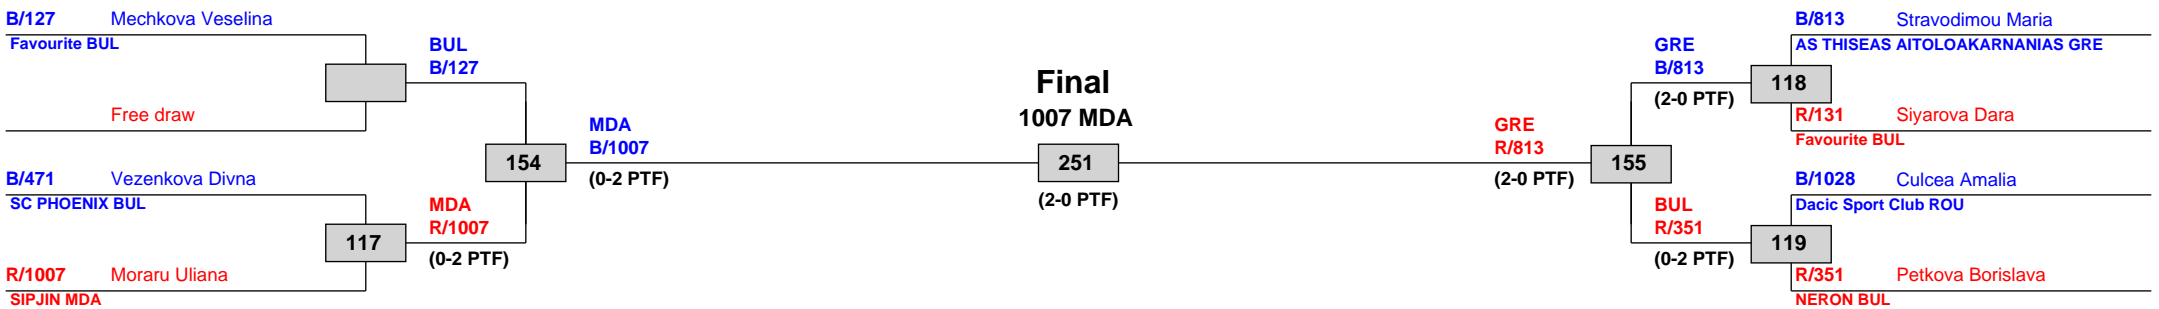 B/127 Mechkova Veselina
Favourite BUL
Free draw
BUL
B/127
B/471 Vezenkova Divna
SC PHOENIX BUL
117
R/1007 Moraru Uliana
SIPJIN MDA
MDA
R/1007
(0-2 PTF)
154
MDA
B/1007
(0-2 PTF)
Final
1007 MDA
251
(2-0 PTF)
GRE
R/813
(2-0 PTF)
155
GRE
B/813
(2-0 PTF)
118
B/813 Stravodimou Maria
AS THISEAS AITOLOAKARNANIAS GRE
R/131 Siyarova Dara
Favourite BUL
BUL
R/351
(0-2 PTF)
119
B/1028 Culcea Amalia
Dacic Sport Club ROU
R/351 Petkova Borislava
NERON BUL